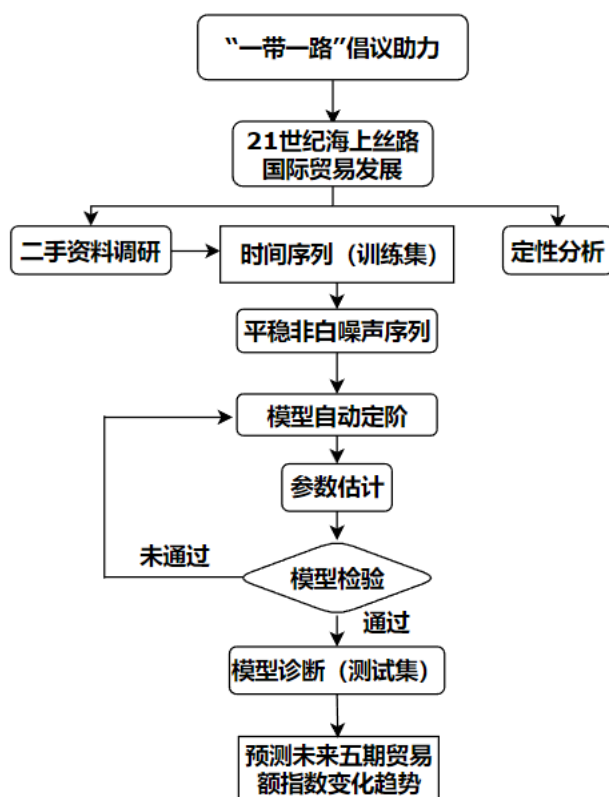 “一带一路”倡议助力
21世纪海上丝路
国际贸易发展
二手资料调研
时间序列（训练集）
定性分析
平稳非白噪声序列
模型自动定阶
参数估计
未通过
模型检验
通过
模型诊断（测试集）
预测未来五期贸易
额指数变化趋势